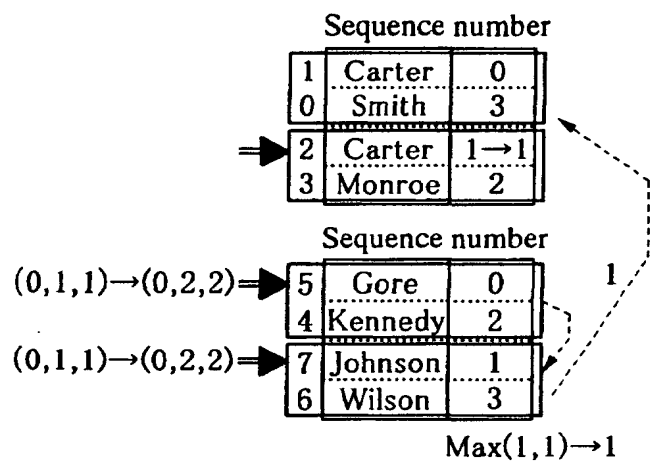 Sequence number
1 Carter 0
0 Smith 3
2 Carter 1→1
3 Monroe 2
Sequence number
(0,1,1)→(0,2,2) 5 Gore 0
1
4 Kennedy 2
(0,1,1)→(0,2,2) 7 Johnson 1
6 Wilson 3
Max(1,1)→1